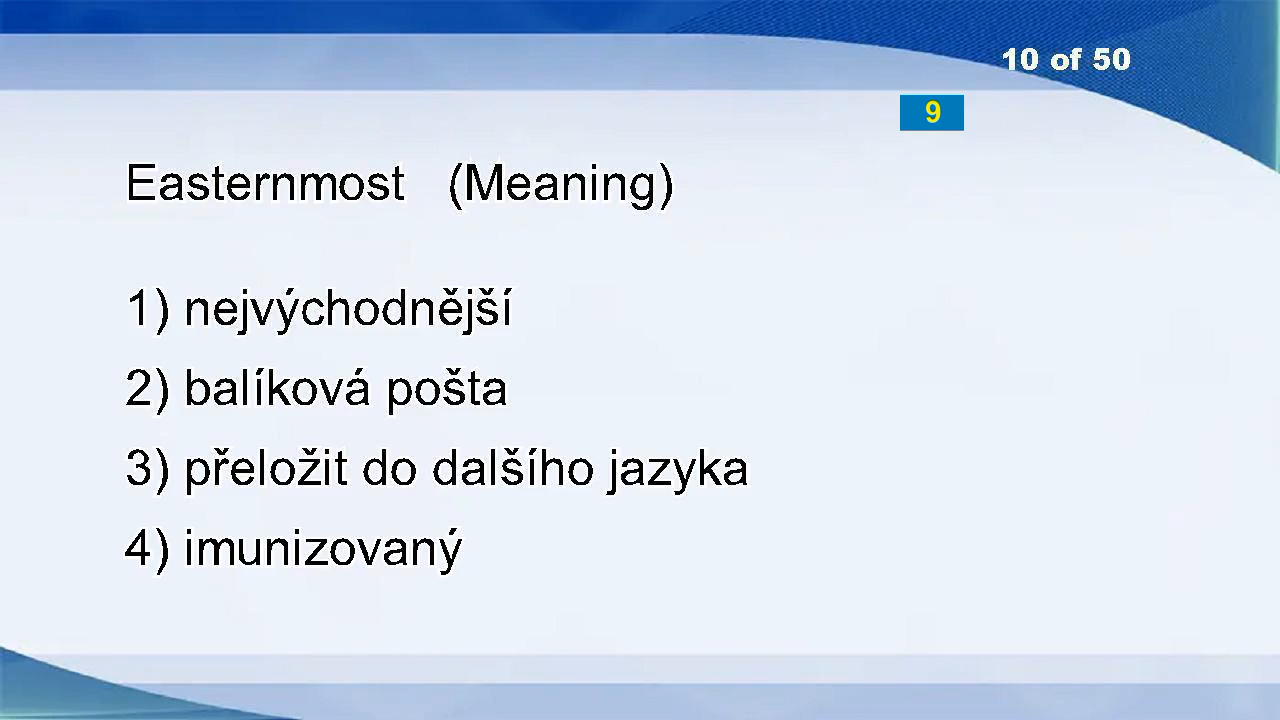 10 of 50
9
Easternmost (Meaning)
1) nejvýchodnější
2) balíková pošta
3) přeložit do dalšího jazyka
4) imunizovaný